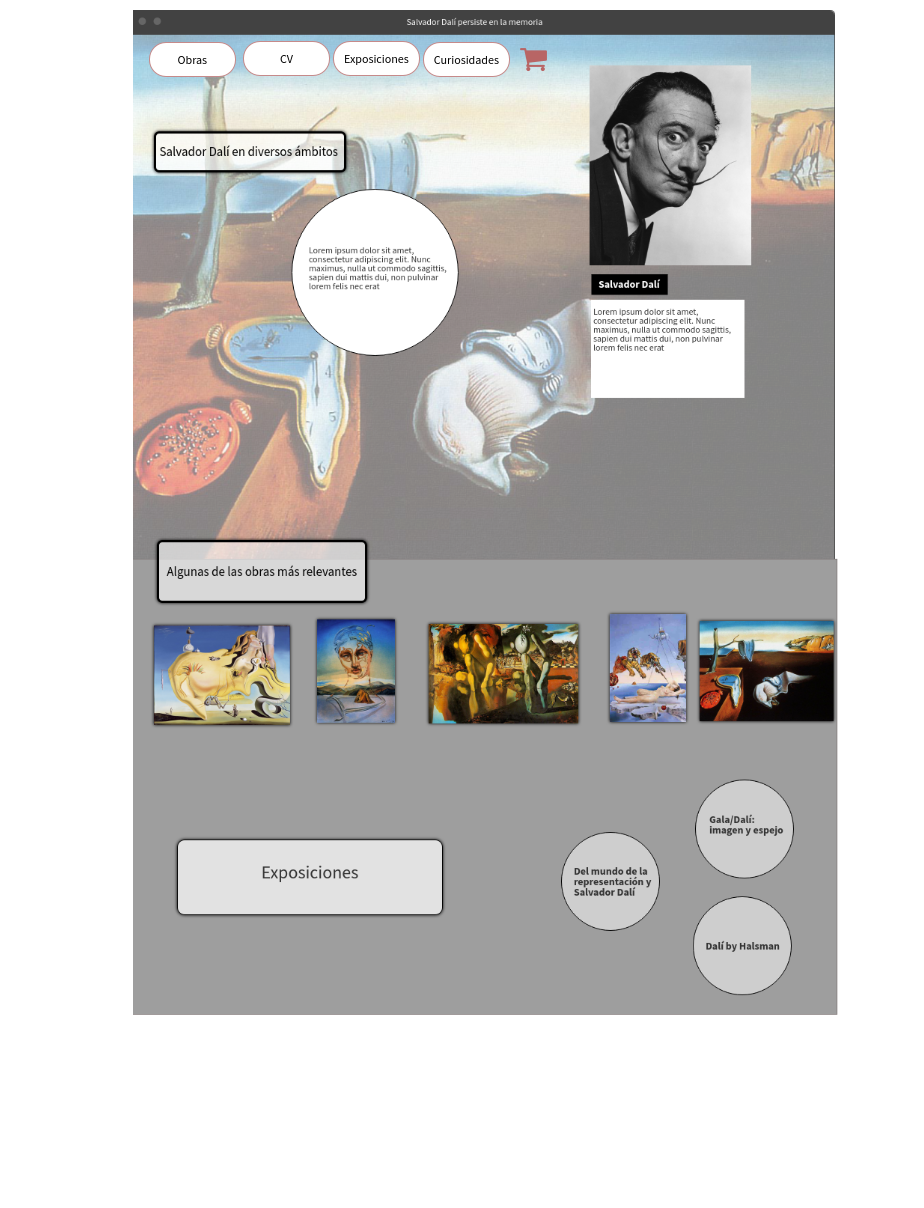 Salvador Dalí persiste en la memoria
Obras
CV
Exposiciones
Curiosidades
Salvador Dalí en diversos ámbitos
Lorem ipsum dolor sit amet,
consectetur adipiscing elit. Nunc
maximus, nulla ut commodo sagittis,
sapien dui mattis dui, non pulvinar
lorem felis nec erat
Salvador Dalí
Lorem ipsum dolor sit amet,
consectetur adipiscing elit. Nunc
maximus, nulla ut commodo sagittis,
sapien dui mattis dui, non pulvinar
lorem felis nec erat
Algunas de las obras más relevantes
Exposiciones
Gala/Dalí:
imagen y espejo
Del mundo de la
representación y
Salvador Dalí
Dalí by Halsman